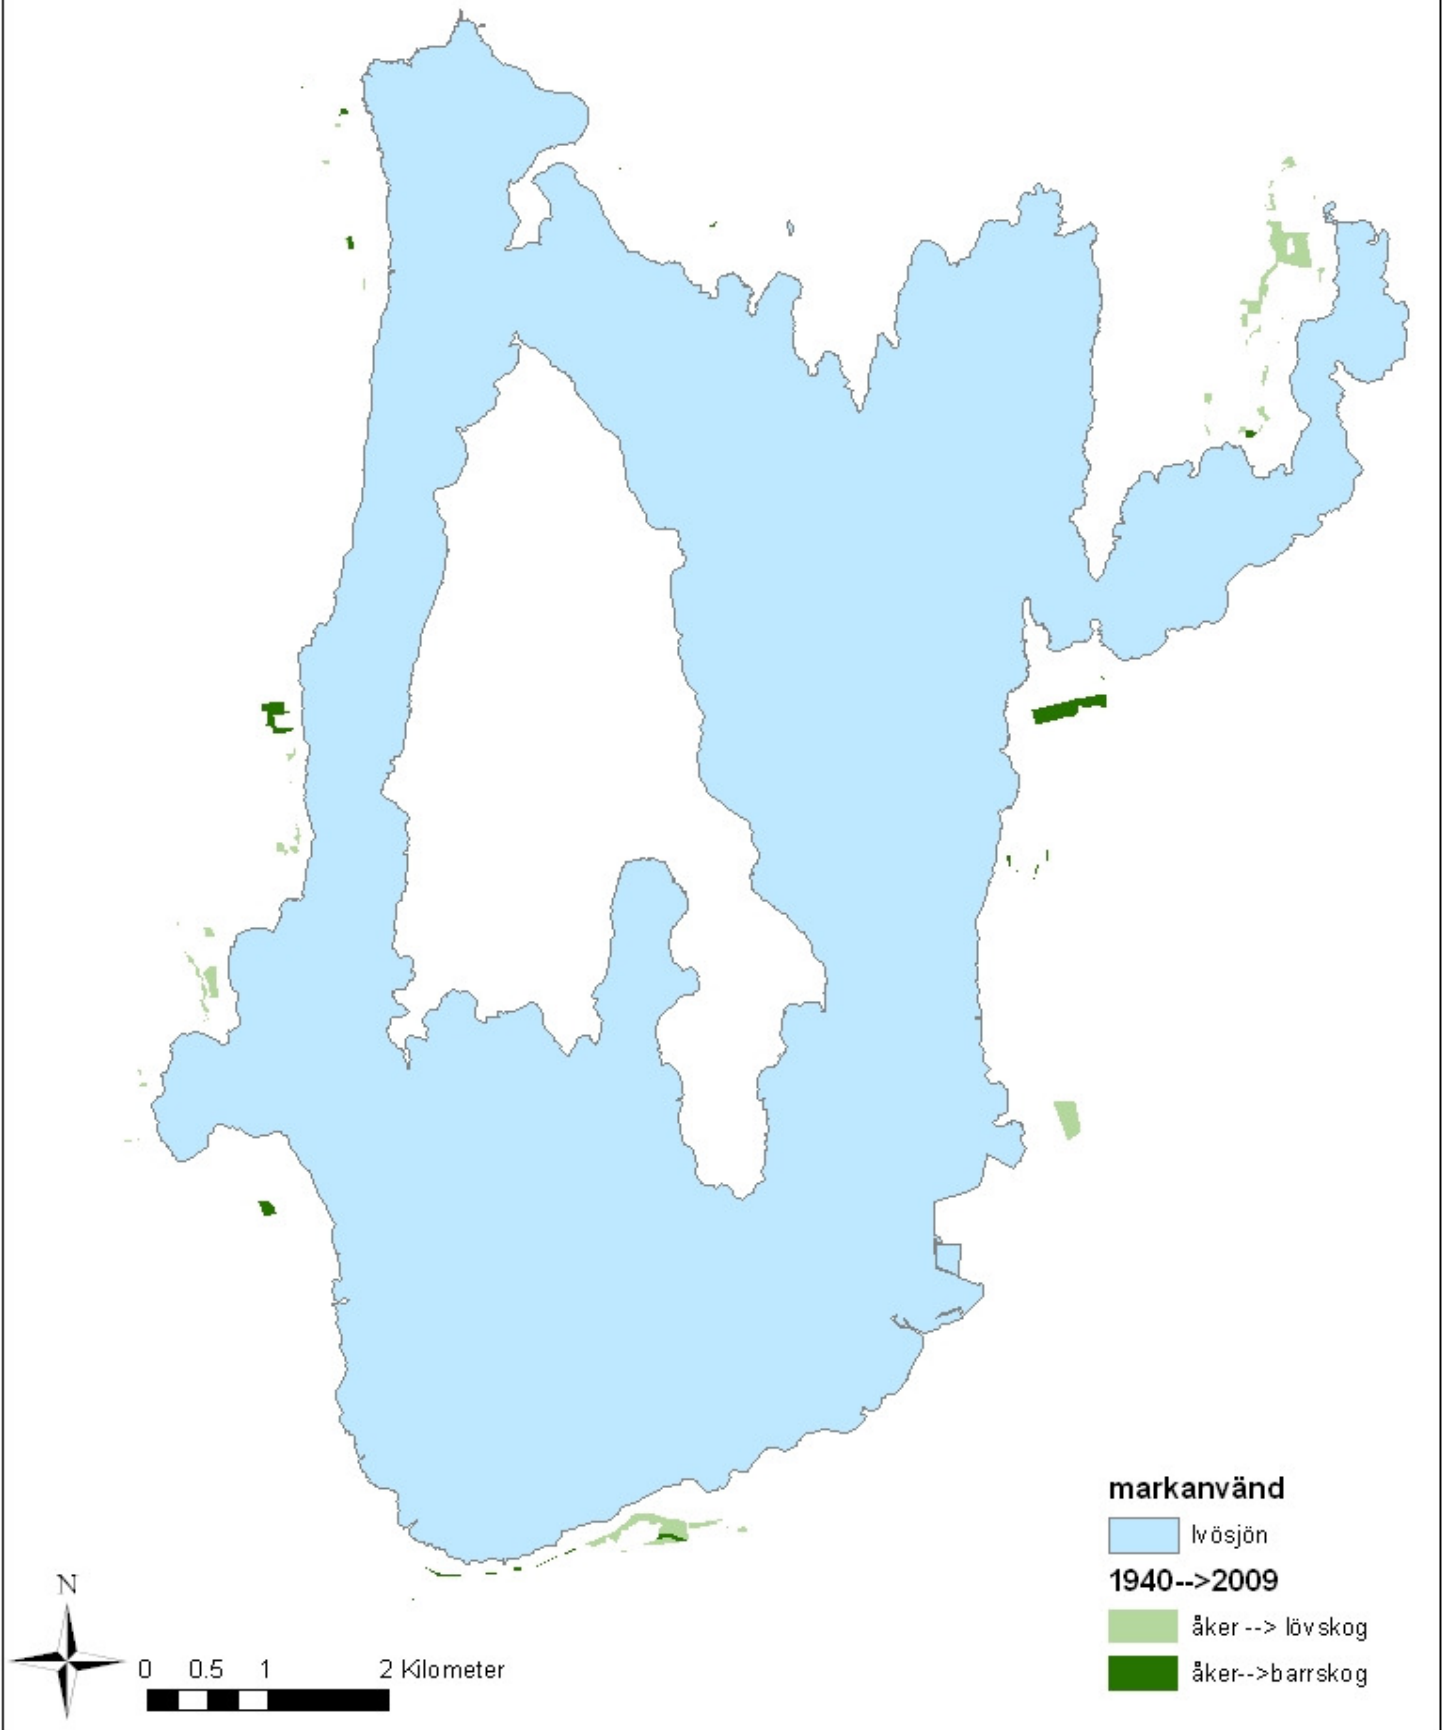 markanvänd
Ivösjön
1940-->2009
åker --> lövskog
åker-->barrskog
N
0 0.5 1 2 Kilometer